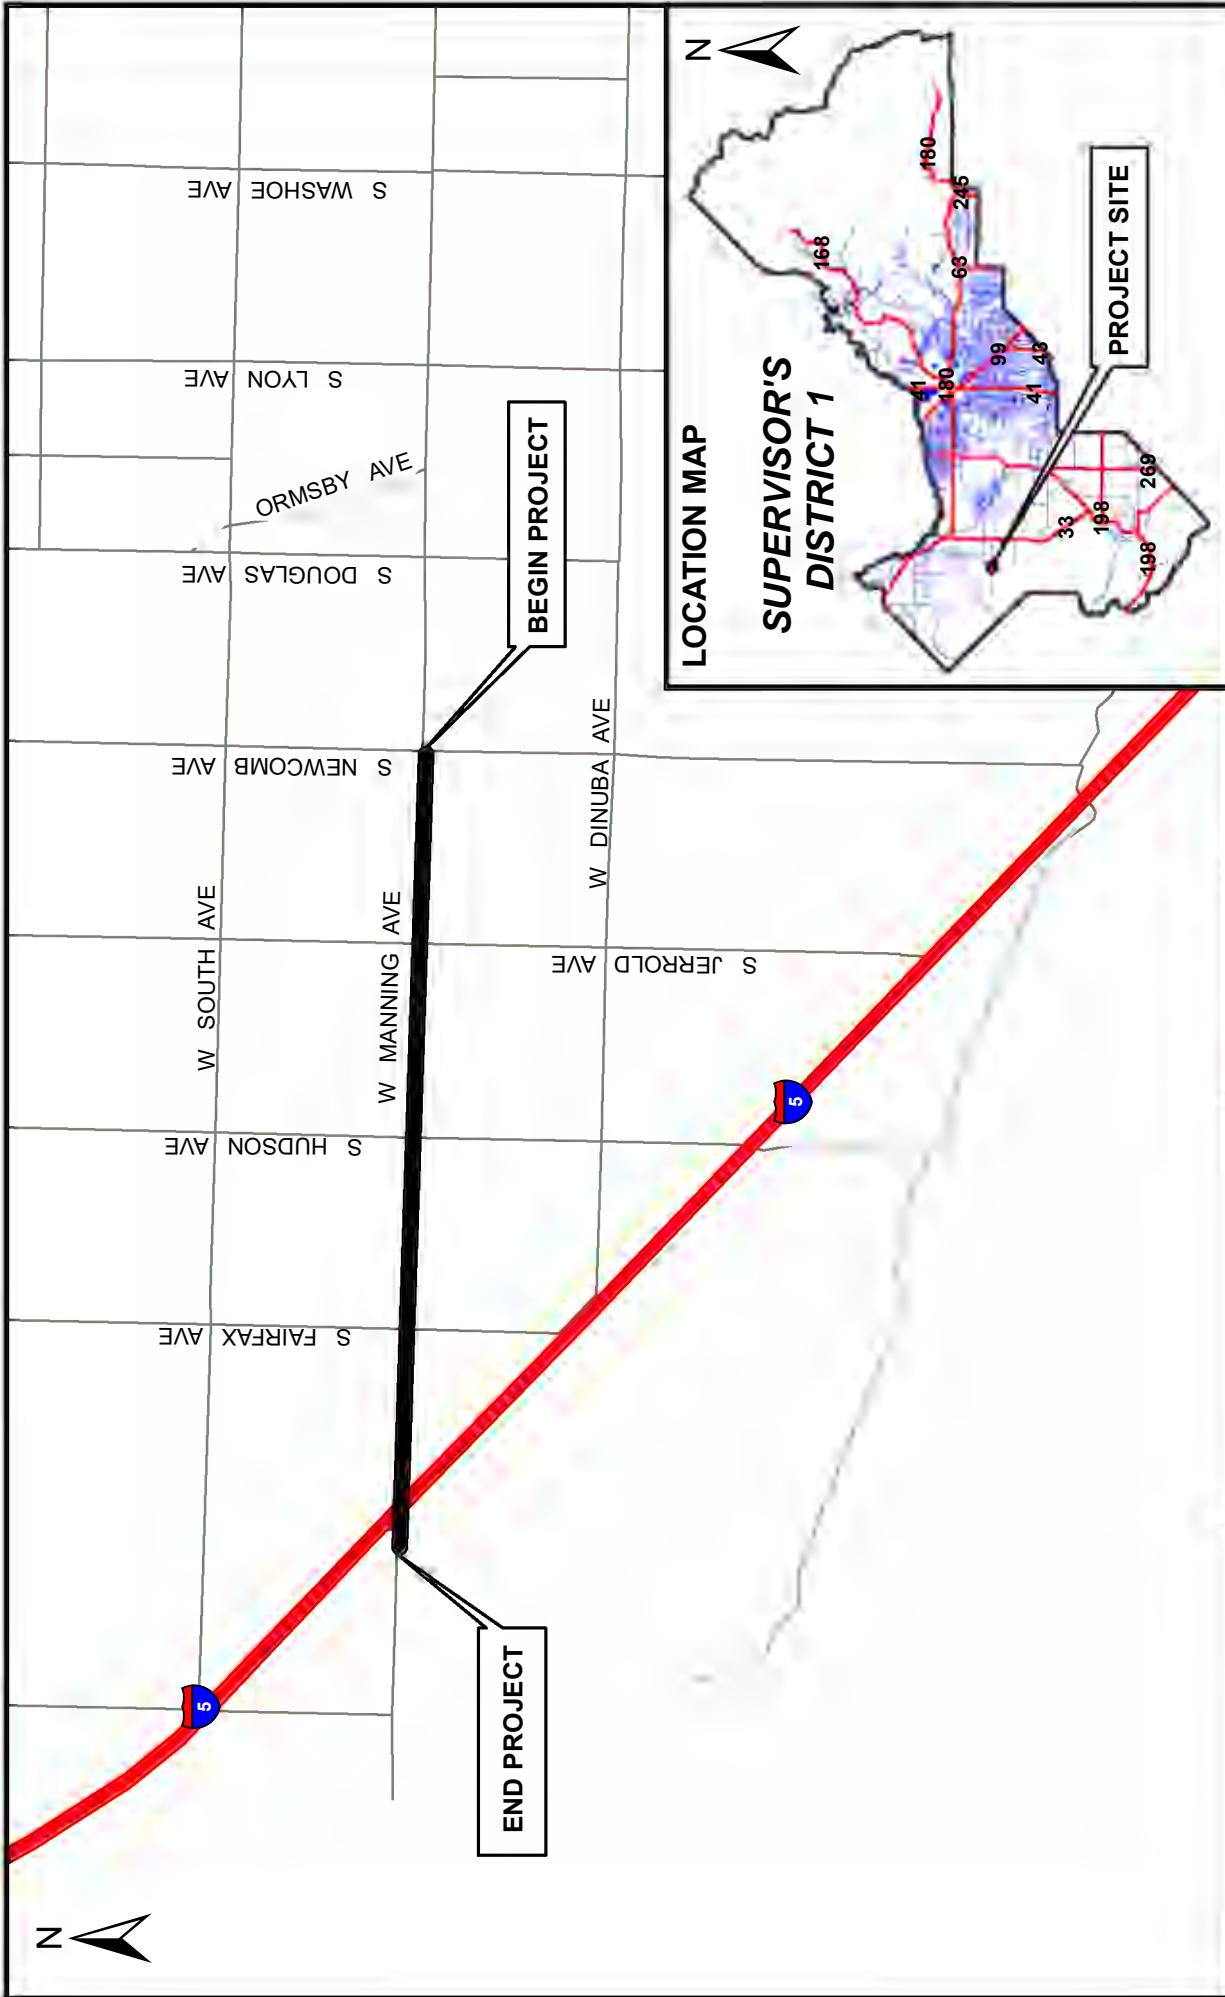 N
S WASHOE AVE
S LYON AVE
ORMSBY AVE
S DOUGLAS AVE
S NEWCOMB AVE
W SOUTH AVE
W MANNING AVE
W DINUBA AVE
S JERROLD AVE
S HUDSON AVE
S FAIRFAX AVE
5
5
BEGIN PROJECT
END PROJECT
LOCATION MAP
N
SUPERVISOR'S
DISTRICT 1
168
41
180
180
63
245
99
41
43
33
198
269
198
PROJECT SITE